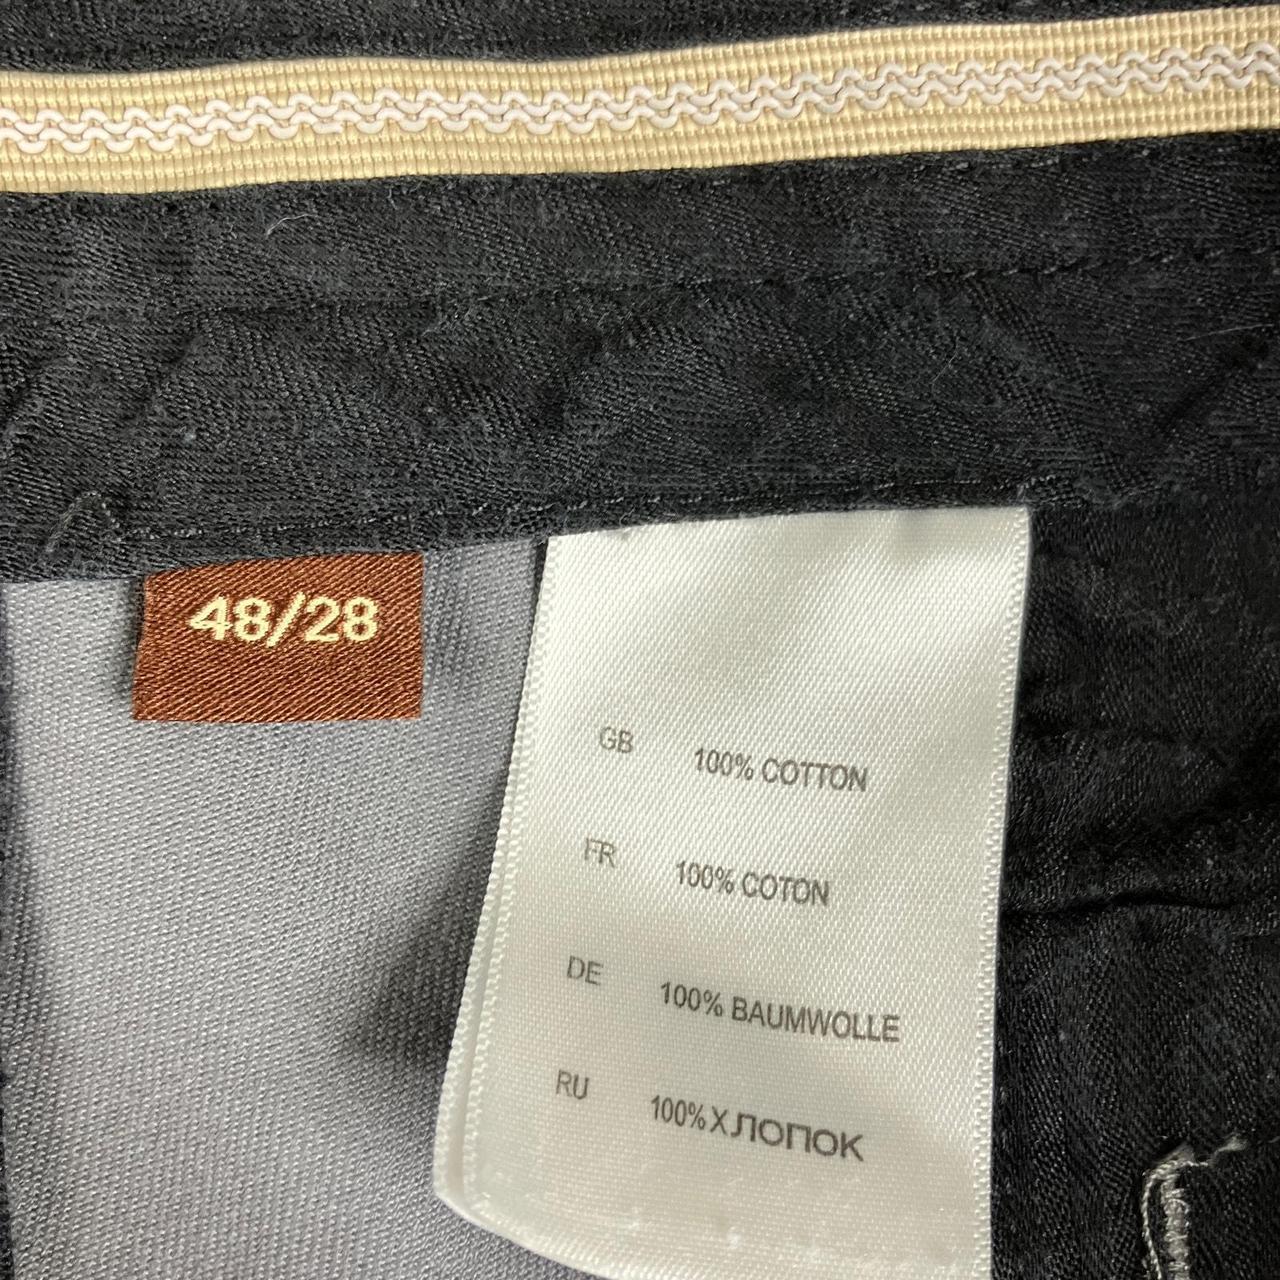 48/28
GB 100% COTTON
FR 100% COTON
DE 100% BAUMWOLLE
RU 100% ХЛОПОК